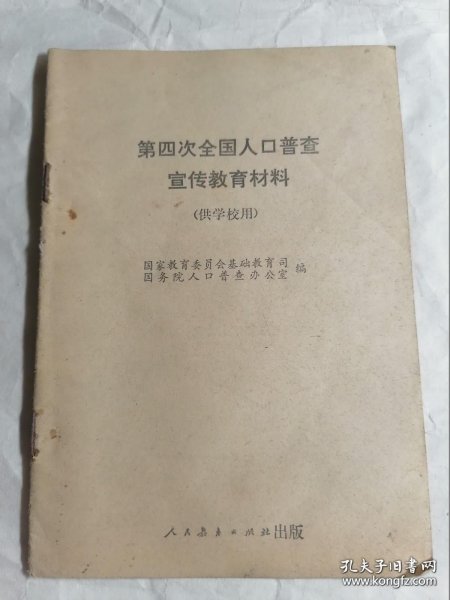 第四次全国人口普查
宣传教育材料
(供学校用)
国家教育委员会基础教育司
国务院人口普查办公室 编
人民教育出版社出版
孔夫子旧书网
www.kongfz.com